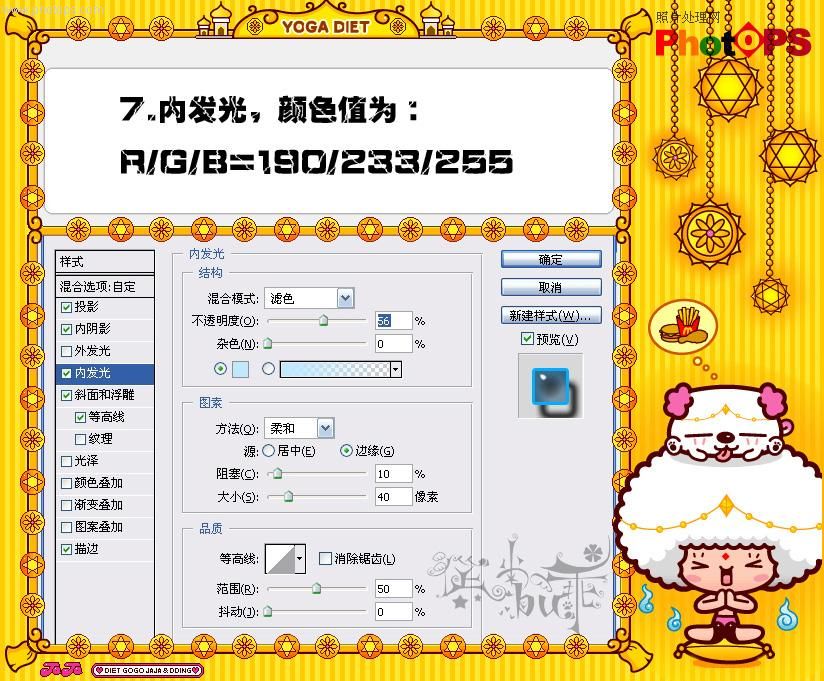 YOGA DIET
照片处理网
PhotOPS
7.内发光，颜色值为：
R/G/B=190/233/255
样式
混合选项:自定
投影
内阴影
外发光
内发光
斜面和浮雕
等高线
纹理
光泽
颜色叠加
渐变叠加
图案叠加
描边
内发光
结构
混合模式: 滤色
不透明度(O): 56 %
杂色(N): 0 %
图素
方法(Q): 柔和
源: 居中(E) 边缘(G)
阻塞(C): 10 %
大小(S): 40 像素
品质
等高线: 消除锯齿(L)
范围(R): 50 %
抖动(J): 0 %
确定
取消
新建样式(W)...
预览(V)
JaJa
DIET GOGO JAJA & DDING